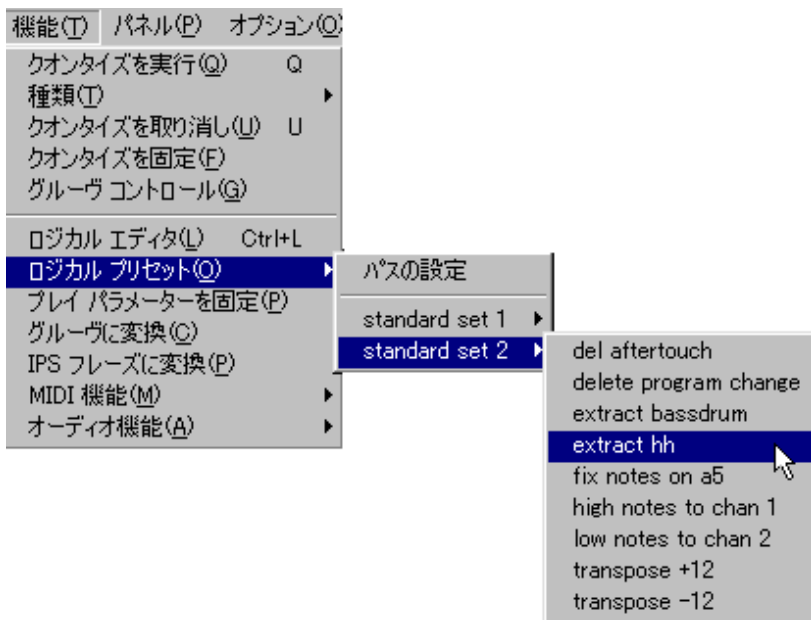 機能(T) パネル(P) オプション(O)
クオンタイズを実行(Q) Q
種類(T)
クオンタイズを取り消し(U) U
クオンタイズを固定(F)
グルーヴ コントロール(G)
ロジカル エディタ(L) Ctrl+L
ロジカル プリセット(O)
プレイ パラメーターを固定(P)
グルーヴに変換(C)
IPS フレーズに変換(P)
MIDI 機能(M)
オーディオ機能(A)
パスの設定
standard set 1
standard set 2
del aftertouch
delete program change
extract bassdrum
extract hh
fix notes on a5
high notes to chan 1
low notes to chan 2
transpose +12
transpose -12